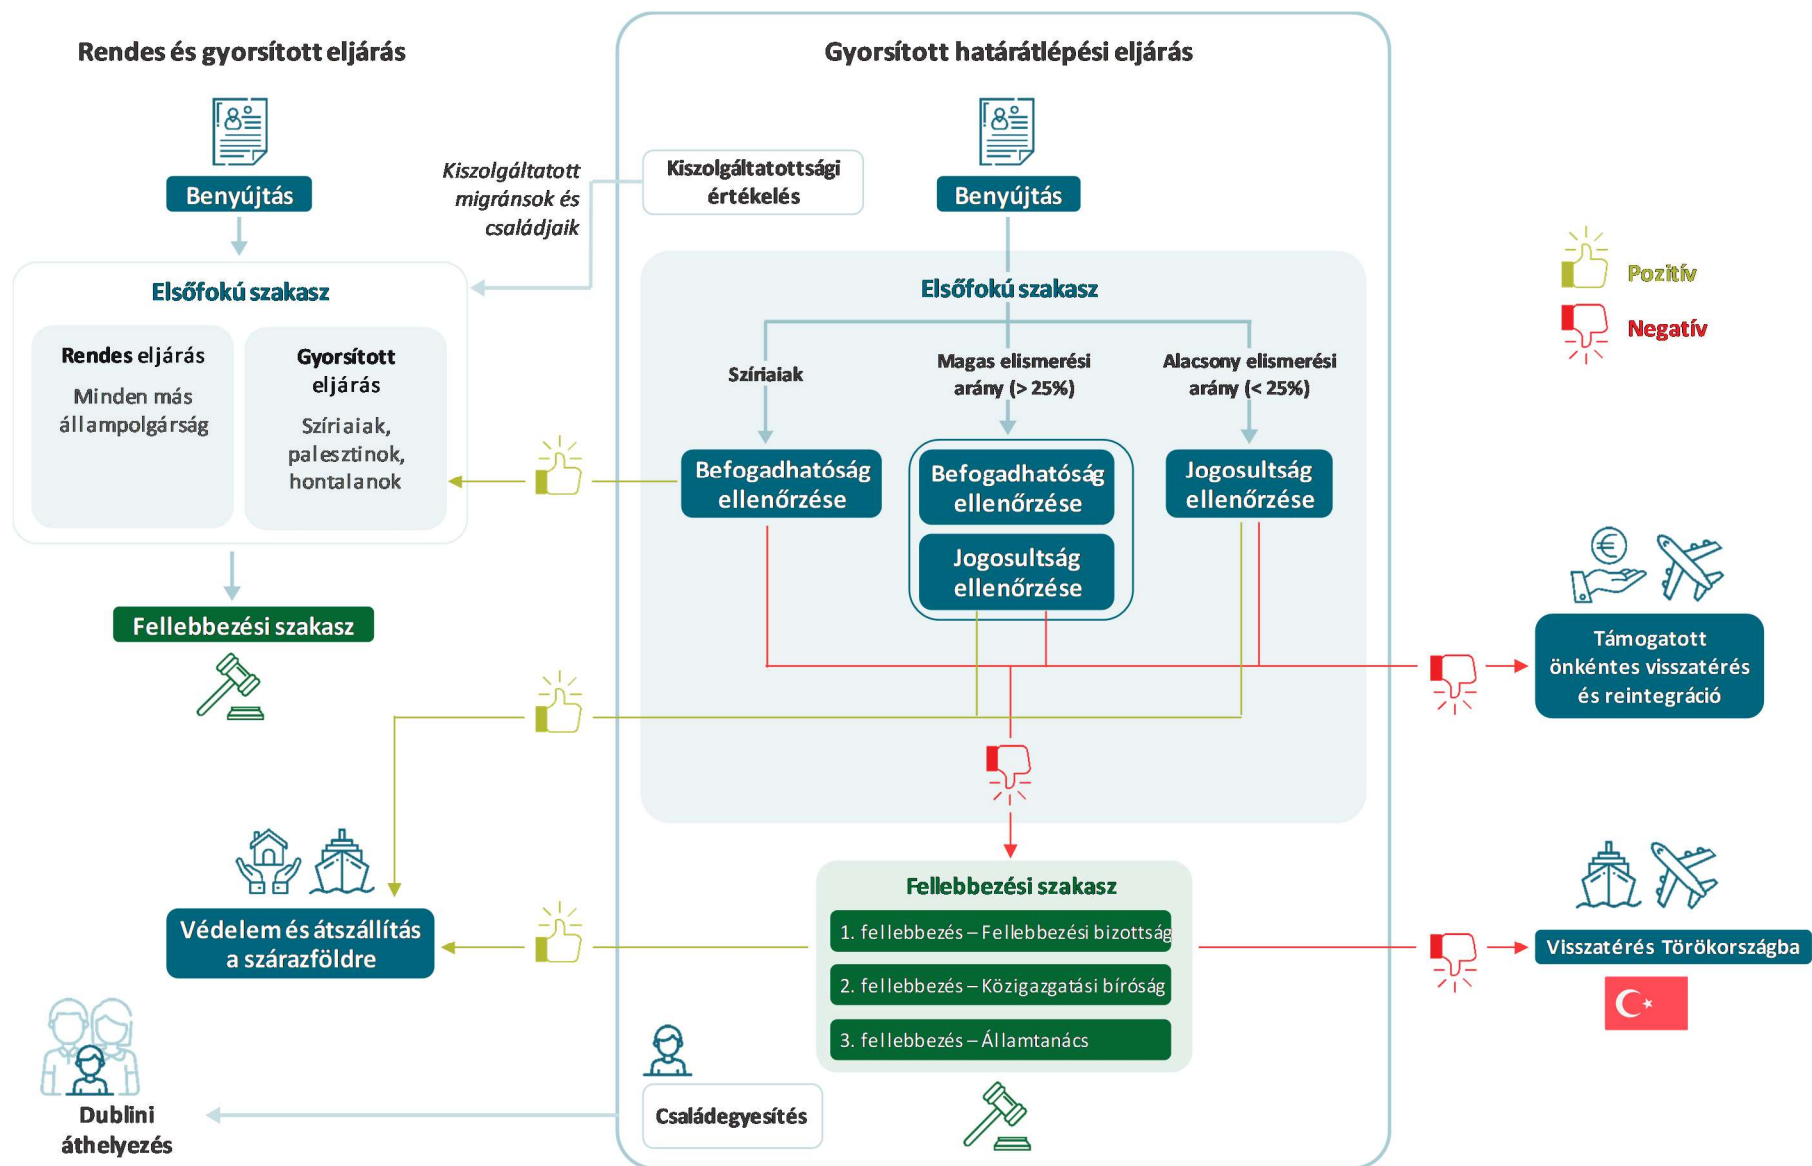 Rendes és gyorsított eljárás
Benyújtás
Elsőfokú szakasz
Rendes eljárás
Minden más
állampolgárság
Gyorsított
eljárás
Szíriaiak,
palesztinok,
hontalanok
Fellebbezési szakasz
Kiszolgáltatott
migránsok és
családjaik
Védelem és átszállítás
a szárazföldre
Dublini
áthelyezés
Gyorsított határátlépési eljárás
Kiszolgáltatottsági
értékelés
Benyújtás
Elsőfokú szakasz
Szíriaiak
Magas elismerési
arány (> 25%)
Alacsony elismerési
arány (< 25%)
Befogadhatóság
ellenőrzése
Befogadhatóság
ellenőrzése
Jogosultság
ellenőrzése
Jogosultság
ellenőrzése
Fellebbezési szakasz
1. fellebbezés – Fellebbezési bizottság
2. fellebbezés – Közigazgatási bíróság
3. fellebbezés – Államtanács
Családegyesítés
Pozitív
Negatív
Támogatott
önkéntes visszatérés
és reintegráció
Visszatérés Törökországba